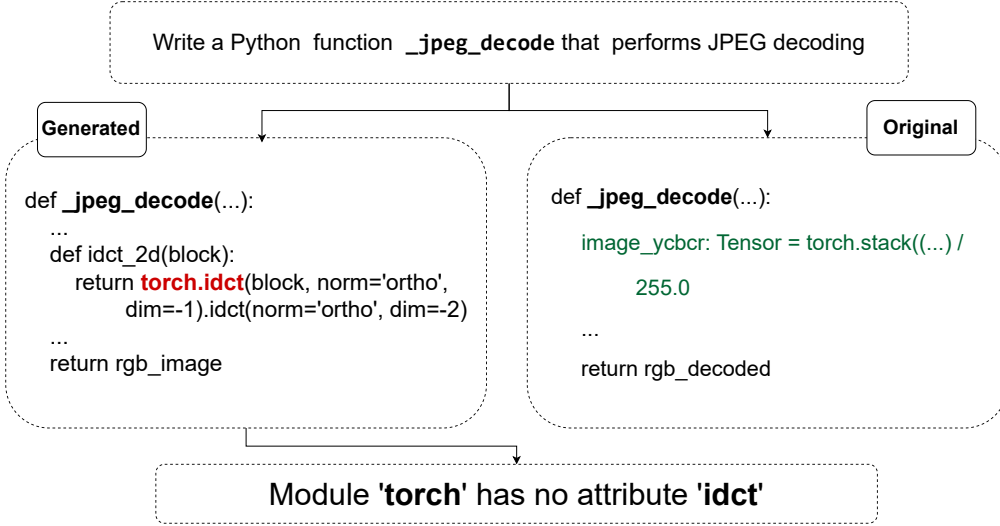 Write a Python function _jpeg_decode that performs JPEG decoding
Generated
def _jpeg_decode(...):
...
def idct_2d(block):
return torch.idct(block, norm='ortho',
dim=-1).idct(norm='ortho', dim=-2)
...
return rgb_image
Original
def _jpeg_decode(...):
image_ycbcr: Tensor = torch.stack((...) /
255.0
...
return rgb_decoded
Module 'torch' has no attribute 'idct'